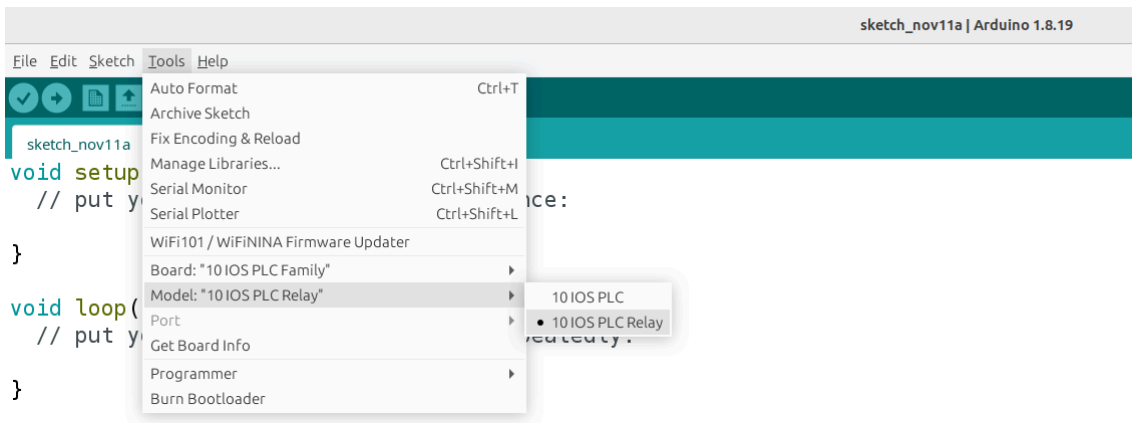 sketch_nov11a | Arduino 1.8.19
File Edit Sketch Tools Help
Auto Format Ctrl+T
Archive Sketch
Fix Encoding & Reload
sketch_nov11a
Manage Libraries... Ctrl+Shift+I
void setup
Serial Monitor Ctrl+Shift+M
// put y nce:
Serial Plotter Ctrl+Shift+L
WiFi101 / WiFiNINA Firmware Updater
}
Board: "10 IOS PLC Family"
Model: "10 IOS PLC Relay" 10 IOS PLC
void loop(
Port 10 IOS PLC Relay
// put y peatedly:
Get Board Info
Programmer
}
Burn Bootloader